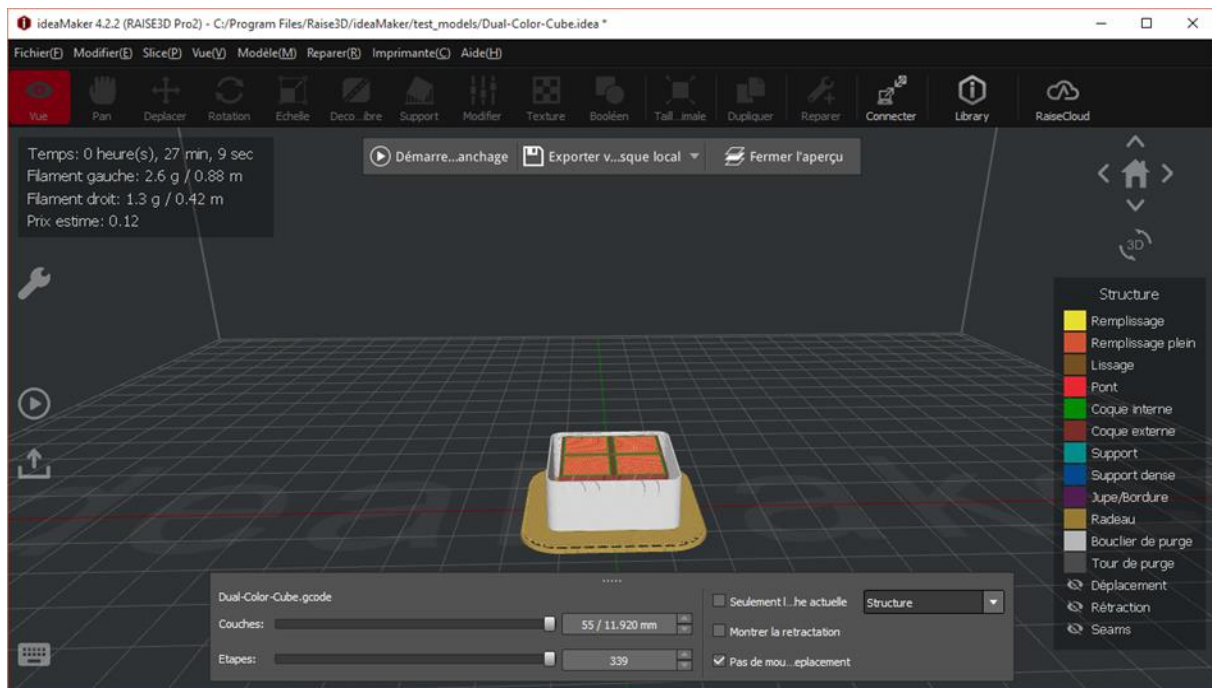 ideaMaker 4.2.2 (RAISE3D Pro2) - C:/Program Files/Raise3D/ideaMaker/test_models/Dual-Color-Cube.idea *
Fichier(F) Modifier(E) Slice(P) Vue(V) Modèle(M) Reparer(R) Imprimante(C) Aide(H)
Vue Pan Deplacer Rotation Echelle Deco...ibre Support Modifier Texture Booléen Taill...imale Dupliquer Reparer Connecter Library RaiseCloud
Temps: 0 heure(s), 27 min, 9 sec
Filament gauche: 2.6 g / 0.88 m
Filament droit: 1.3 g / 0.42 m
Prix estime: 0.12
Démarre...anchage Exporter v...sque local Fermer l'aperçu
3D
Structure
Remplissage
Remplissage plein
Lissage
Pont
Coque interne
Coque externe
Support
Support dense
Jupe/Bordure
Radeau
Bouclier de purge
Tour de purge
Déplacement
Rétraction
Seams
Dual-Color-Cube.gcode
Couches: 55 / 11.920 mm
Etapes: 339
Seulement l...he actuelle Structure
Montrer la retractation
Pas de mou...eplacement